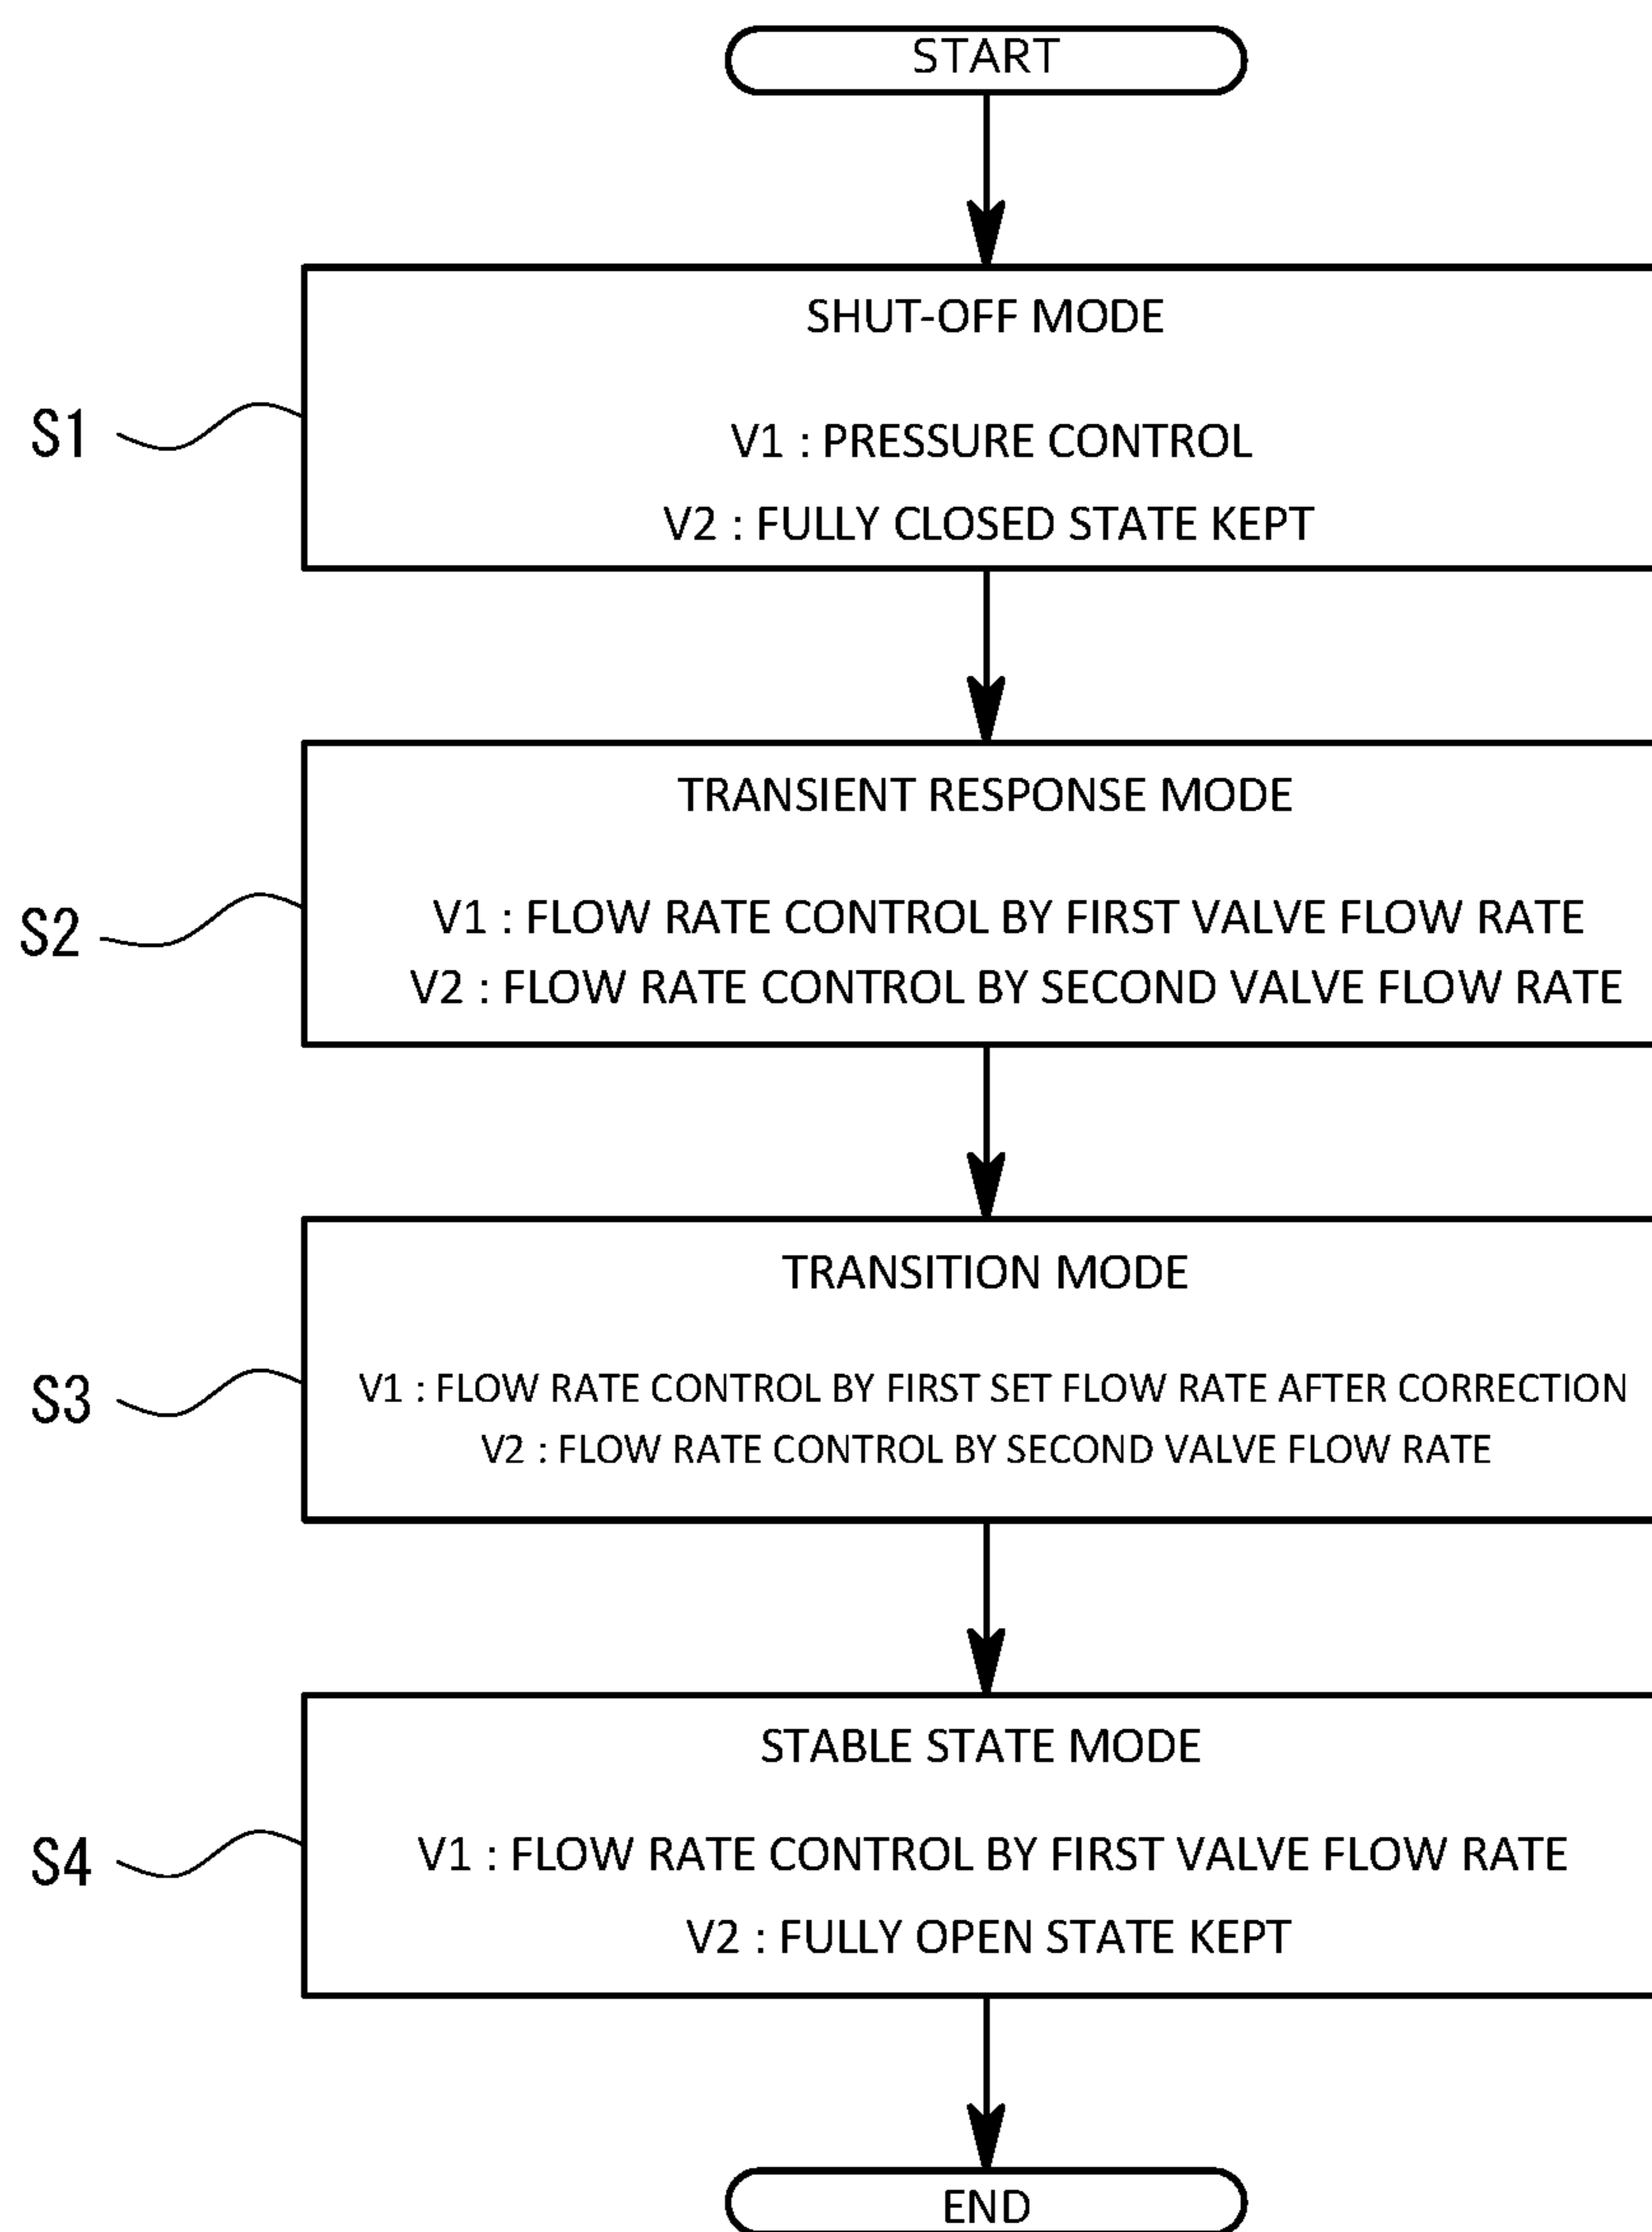 START
SHUT-OFF MODE
S1
V1 : PRESSURE CONTROL
V2 : FULLY CLOSED STATE KEPT
TRANSIENT RESPONSE MODE
S2
V1 : FLOW RATE CONTROL BY FIRST VALVE FLOW RATE
V2 : FLOW RATE CONTROL BY SECOND VALVE FLOW RATE
TRANSITION MODE
S3
V1 : FLOW RATE CONTROL BY FIRST SET FLOW RATE AFTER CORRECTION
V2 : FLOW RATE CONTROL BY SECOND VALVE FLOW RATE
STABLE STATE MODE
S4
V1 : FLOW RATE CONTROL BY FIRST VALVE FLOW RATE
V2 : FULLY OPEN STATE KEPT
END